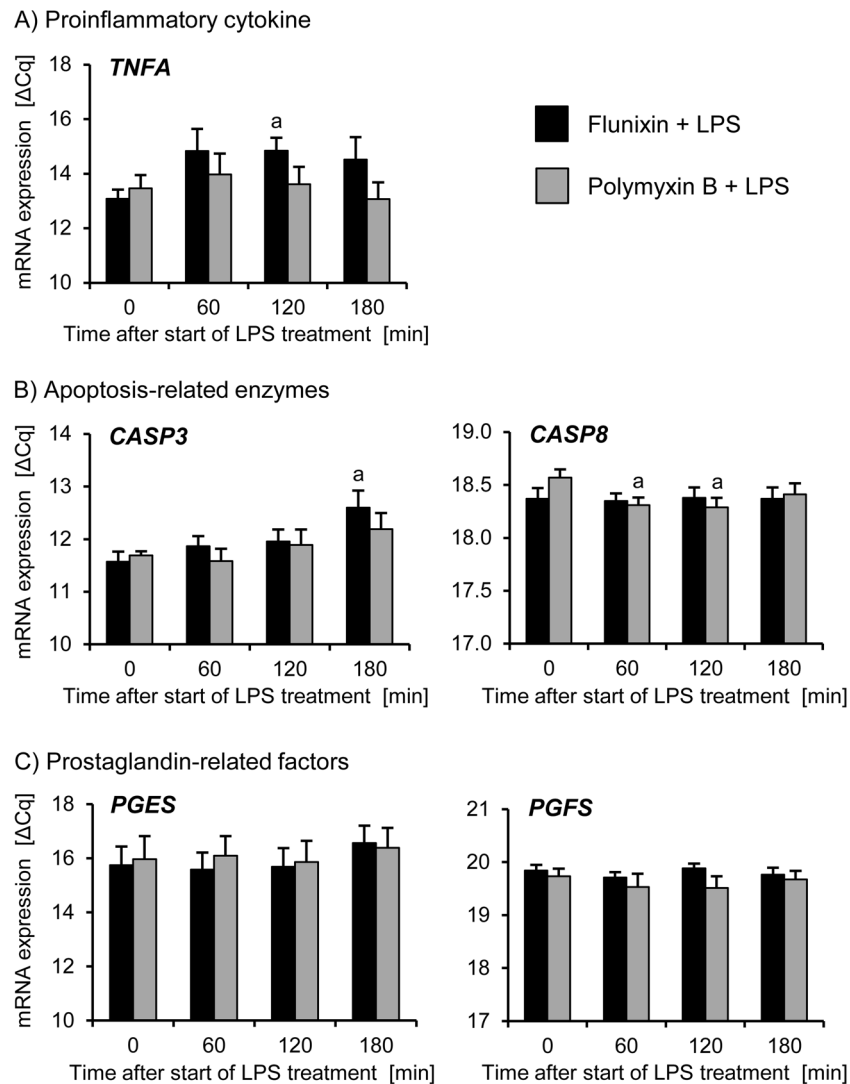 A) Proinflammatory cytokine
mRNA expression [ΔCq]
18
16
14
12
10
TNFA
a
0 60 120 180
Time after start of LPS treatment [min]
Flunixin + LPS
Polymyxin B + LPS
B) Apoptosis-related enzymes
mRNA expression [ΔCq]
14
13
12
11
10
CASP3
a
0 60 120 180
Time after start of LPS treatment [min]
19.0
18.5
18.0
17.5
17.0
CASP8
a a
0 60 120 180
Time after start of LPS treatment [min]
C) Prostaglandin-related factors
mRNA expression [ΔCq]
18
16
14
12
10
PGES
0 60 120 180
Time after start of LPS treatment [min]
21
20
19
18
17
PGFS
0 60 120 180
Time after start of LPS treatment [min]